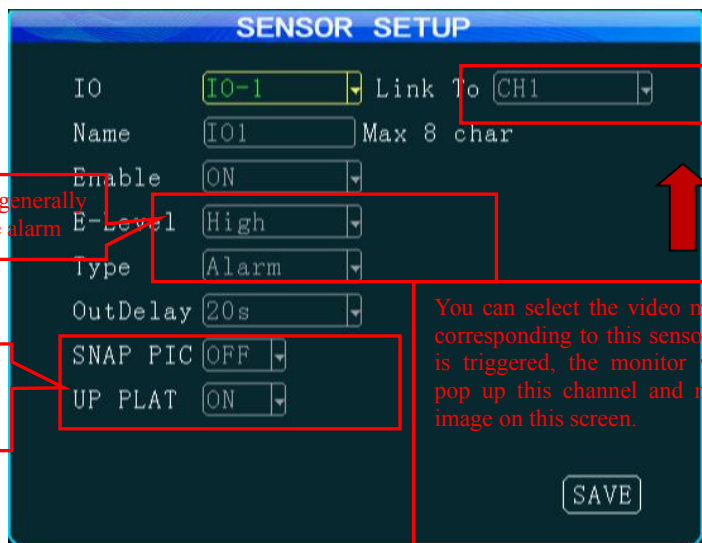 SENSOR SETUP
IO IO-1 Link To CH1
Name IO1 Max 8 char
Enable ON
generally
alarm
E-Level High
Type Alarm
OutDelay 20s
SNAP PIC OFF
UP PLAT ON
You can select the video
corresponding to this
is triggered, the monitor
pop up this channel and
image on this screen.
SAVE